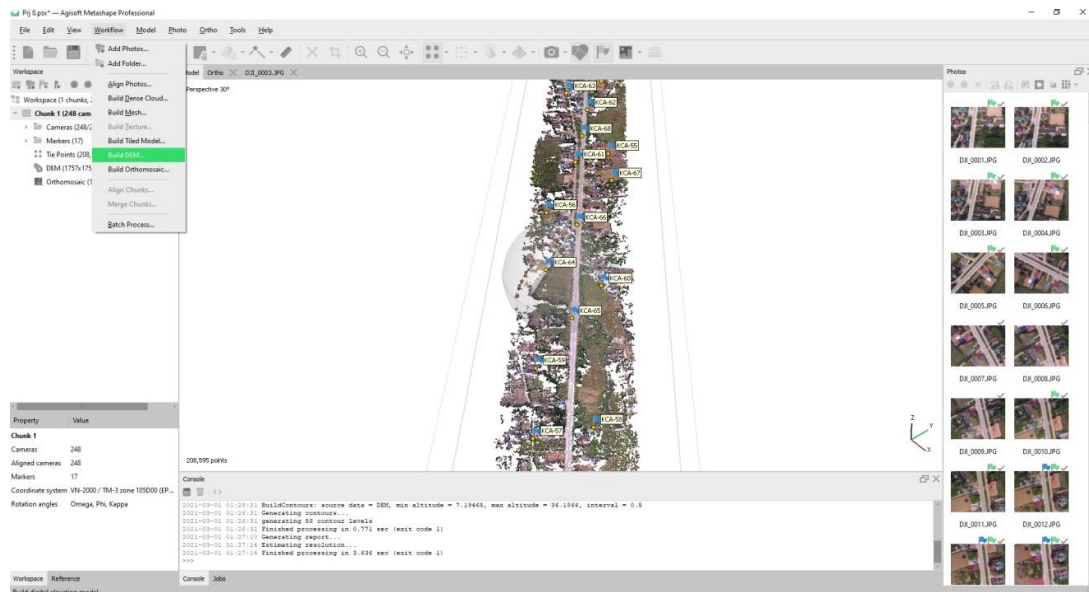 Prj 8.psx* — Agisoft Metashape Professional
File Edit View Workflow Model Photo Ortho Tools Help
Add Photos...
Add Folder...
Align Photos...
Build Dense Cloud...
Build Mesh...
Build Texture...
Build Tiled Model...
Build DEM...
Build Orthomosaic...
Align Chunks...
Merge Chunks...
Batch Process...
Workspace
Workspace (1 chunks,
Chunk 1 (248 cam
Cameras (248/2
Markers (17)
Tie Points (208,
DEM (1757x175
Orthomosaic (1
Property Value
Chunk 1
Cameras 248
Aligned cameras 248
Markers 17
Coordinate system VN-2000 / TM-3 zone 105D00 (EP...
Rotation angles Omega, Phi, Kappa
Workspace Reference
Build digital elevation model
odel Ortho DJI_0003.JPG
Perspective 30°
KCA-63
KCA-62
KCA-68
KCA-55
KCA-61
KCA-67
KCA-56
KCA-66
KCA-64
KCA-60
KCA-65
KCA-59
KCA-58
KCA-57
208,595 points
Z
Y
X
Console
2021-03-01 01:26:31 BuildContours: source data = DEM, min altitude = 7.19465, max altitude = 36.1866, interval = 0.5
2021-03-01 01:26:31 Generating contours...
2021-03-01 01:26:31 generating 58 contour levels
2021-03-01 01:26:32 Finished processing in 0.771 sec (exit code 1)
2021-03-01 01:27:10 Generating report...
2021-03-01 01:27:14 Estimating resolution...
2021-03-01 01:27:14 Finished processing in 3.636 sec (exit code 1)
>>>
Console Jobs
Photos
DJI_0001.JPG DJI_0002.JPG
DJI_0003.JPG DJI_0004.JPG
DJI_0005.JPG DJI_0006.JPG
DJI_0007.JPG DJI_0008.JPG
DJI_0009.JPG DJI_0010.JPG
DJI_0011.JPG DJI_0012.JPG